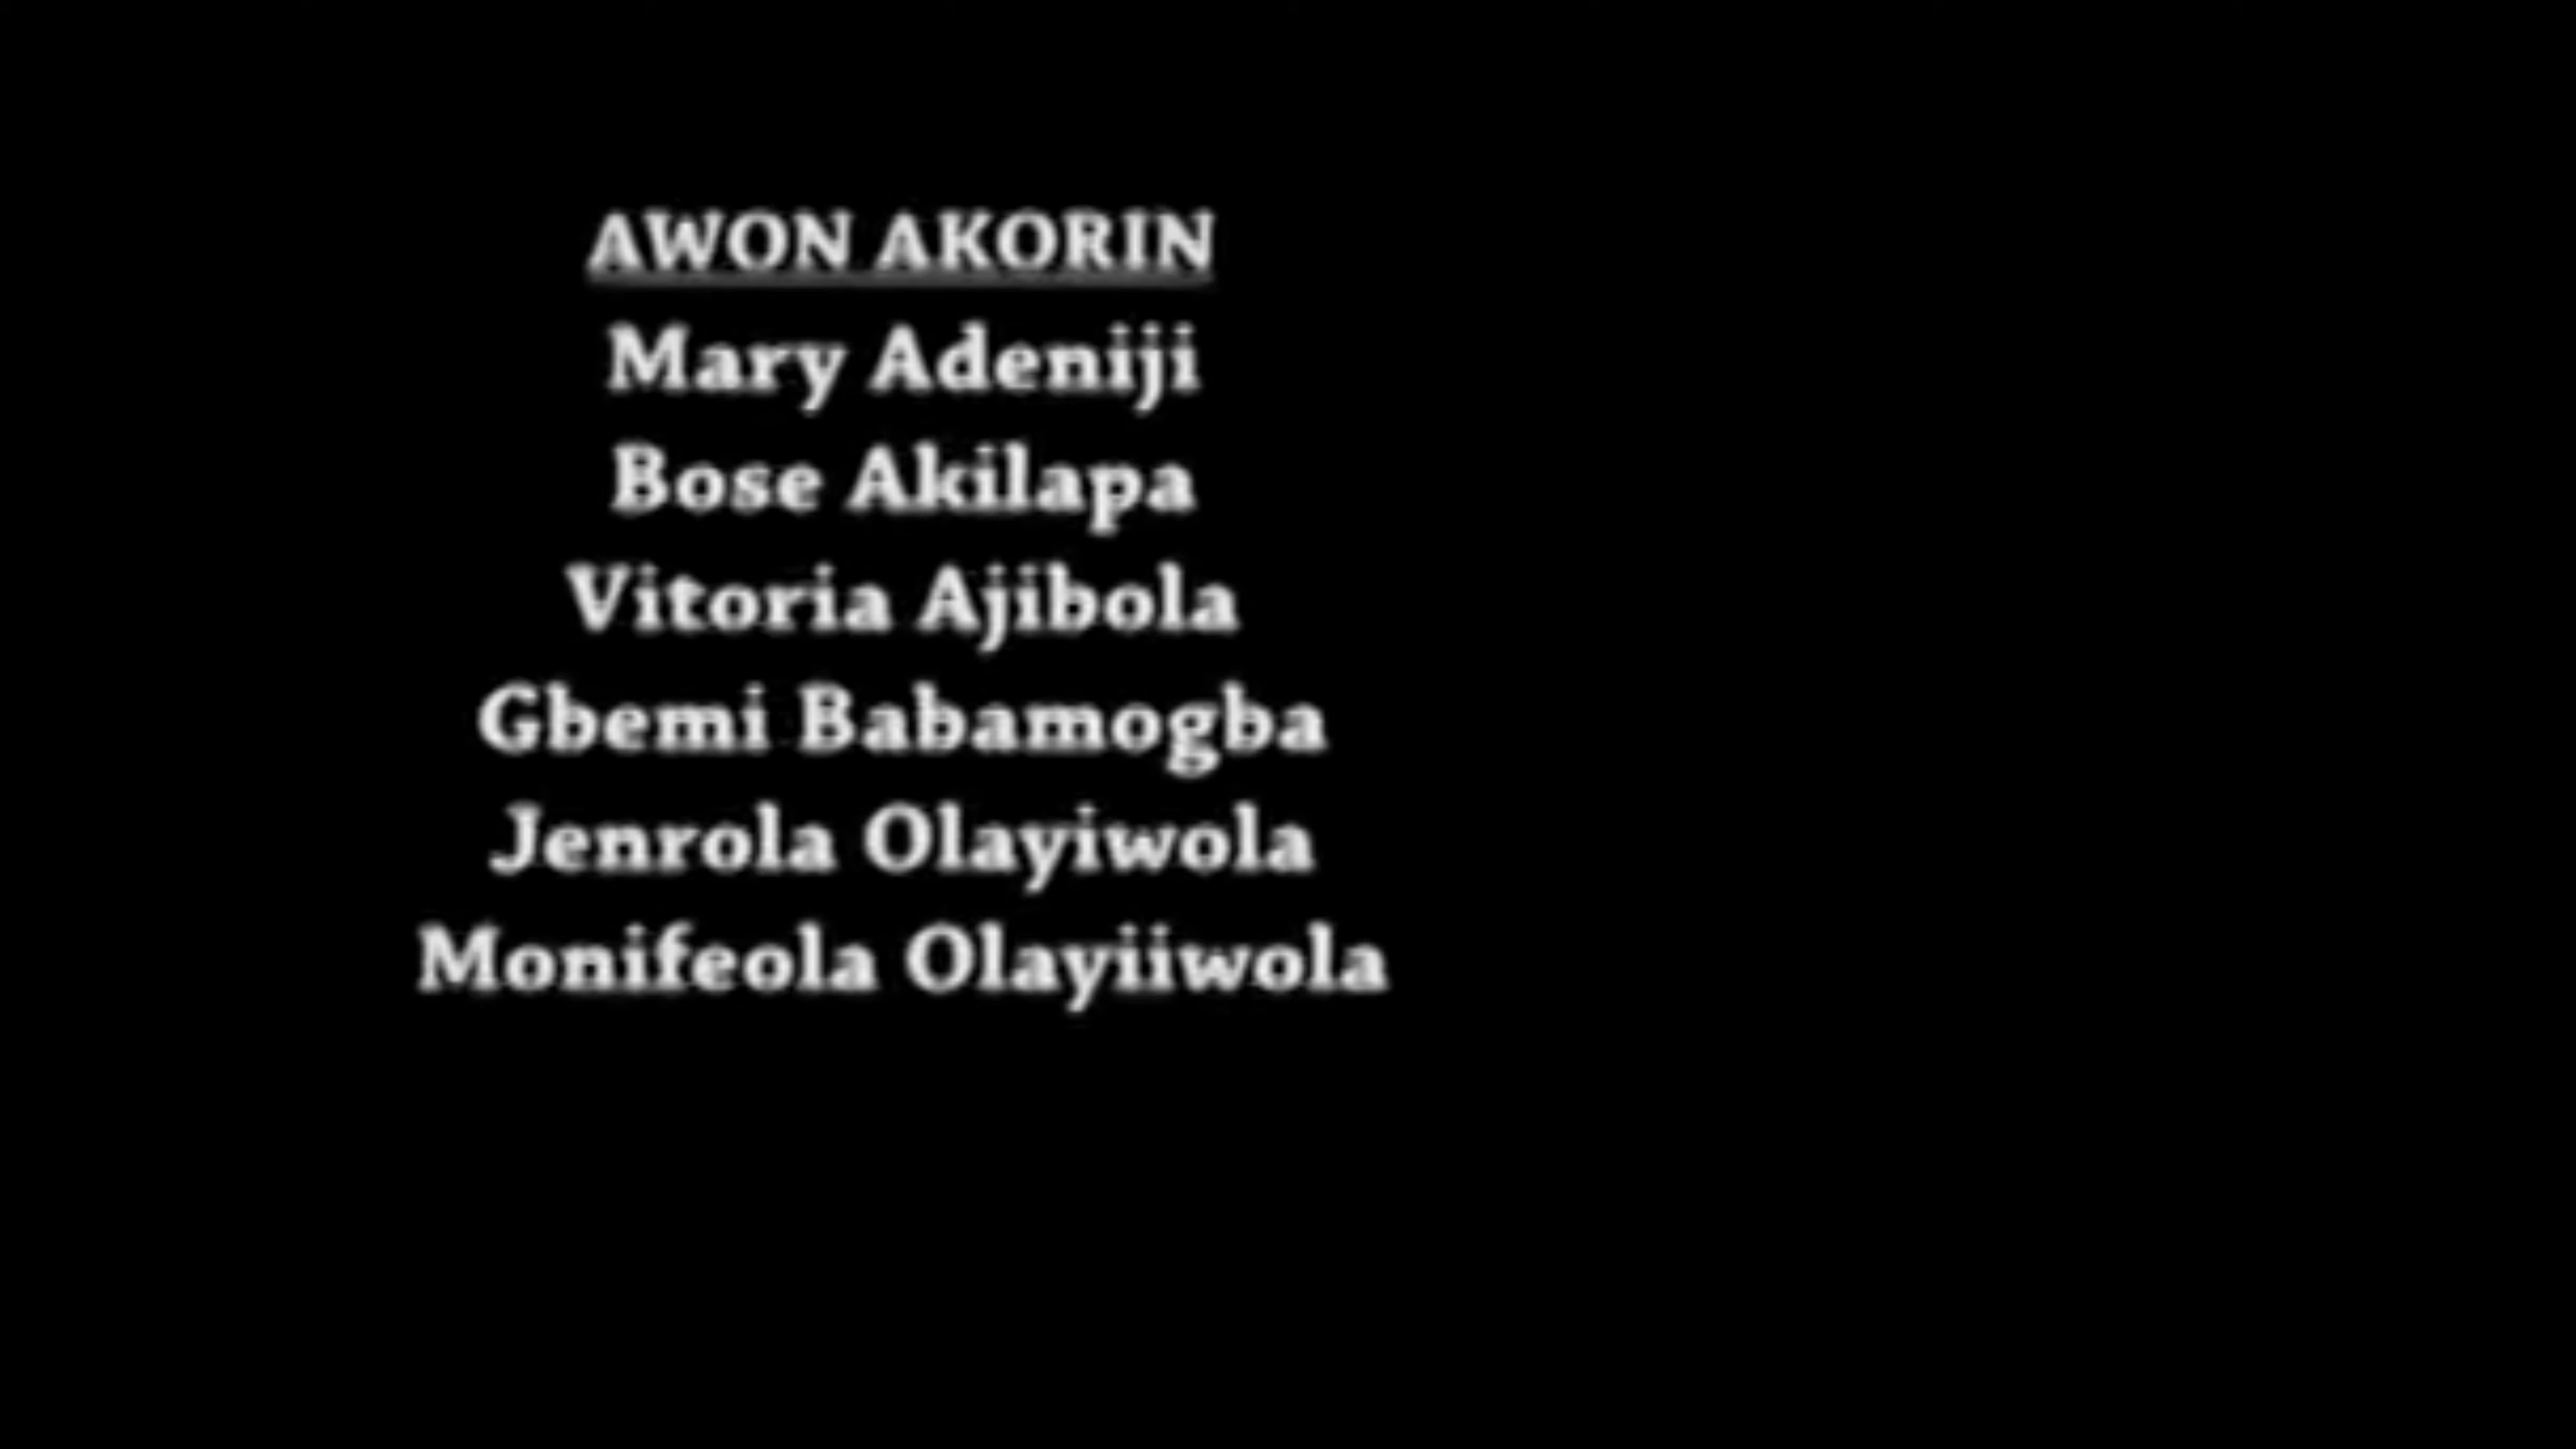 AWON AKORIN
Mary Adeniji
Bose Akilapa
Vitoria Ajibola
Gbemi Babamogba
Jenrola Olayiwola
Monifeola Olayiiwola